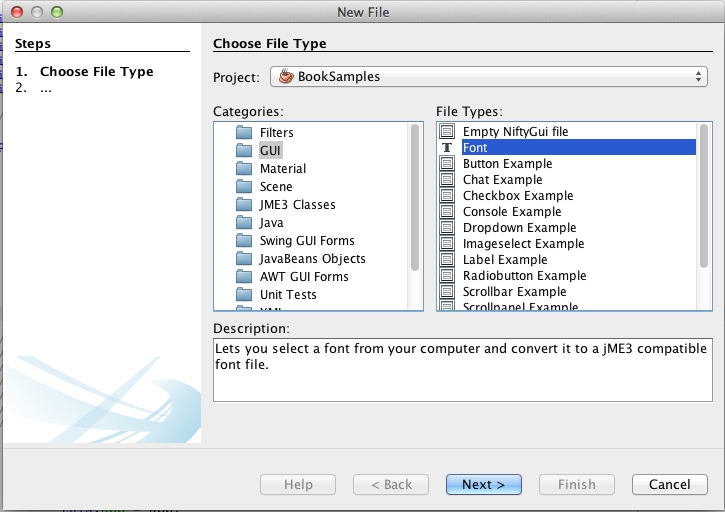 New File
Steps
1. Choose File Type
2. ...
Choose File Type
Project: BookSamples
Categories:
Filters
GUI
Material
Scene
JME3 Classes
Java
Swing GUI Forms
JavaBeans Objects
AWT GUI Forms
Unit Tests
File Types:
Empty NiftyGui file
Font
Button Example
Chat Example
Checkbox Example
Console Example
Dropdown Example
Imageselect Example
Label Example
Radiobutton Example
Scrollbar Example
Scrollpanel Example
Description:
Lets you select a font from your computer and convert it to a jME3 compatible
font file.
Help
< Back
Next >
Finish
Cancel